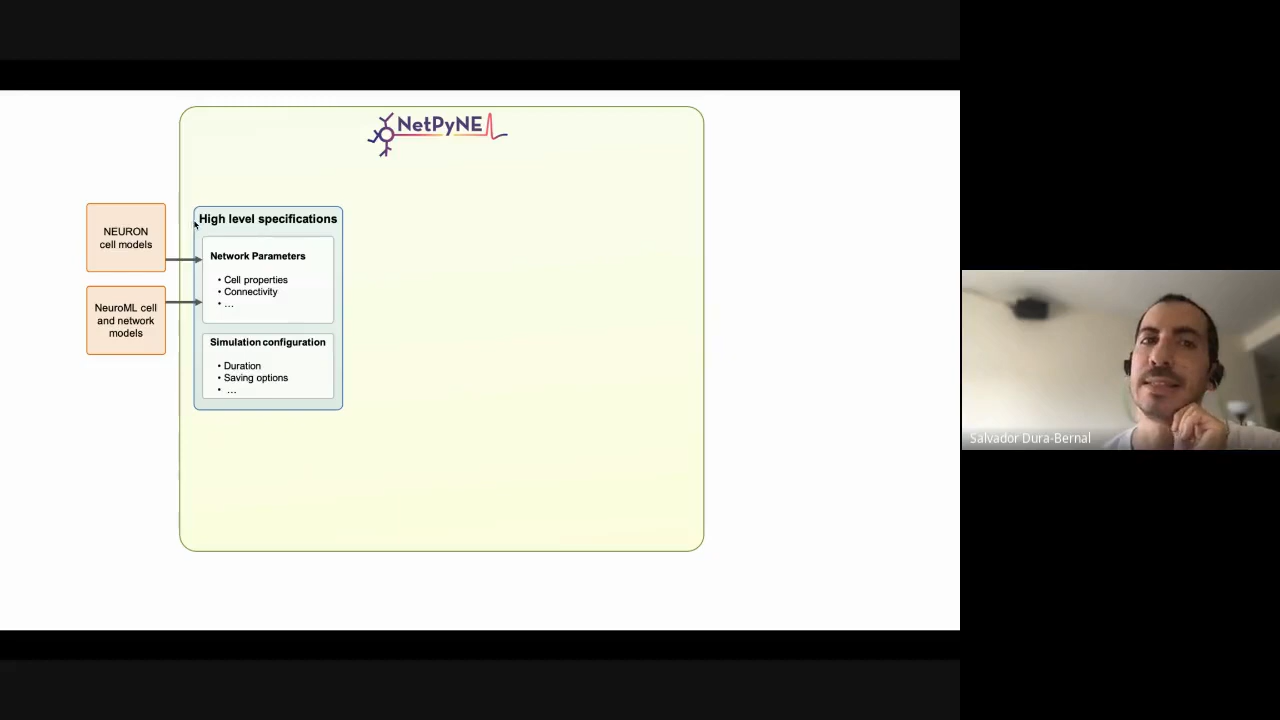 NetPyNE
NEURON
cell models
NeuroML cell
and network
models
High level specifications
Network Parameters
• Cell properties
• Connectivity
• ...
Simulation configuration
• Duration
• Saving options
• ...
Salvador Dura-Bernal